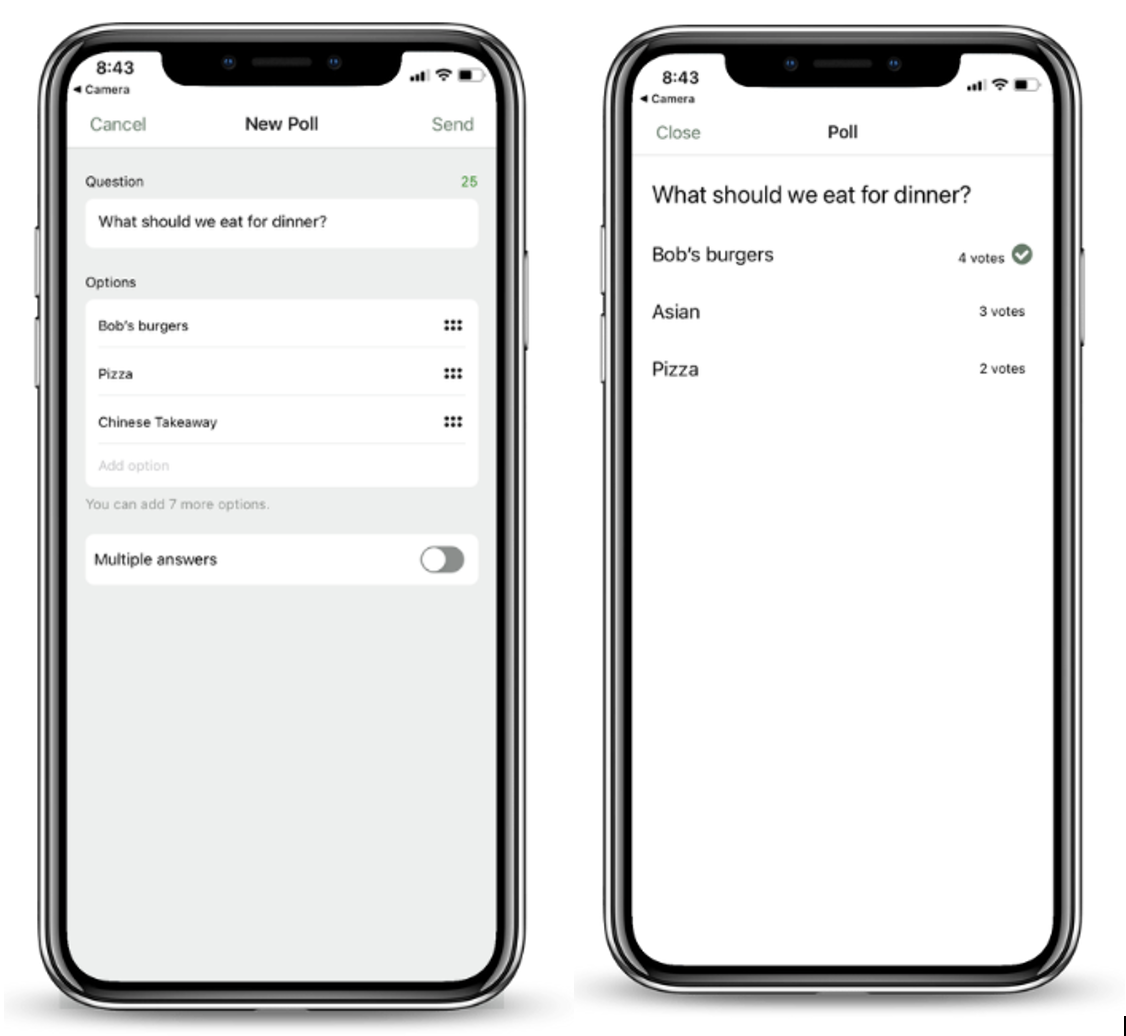 8:43
◀ Camera
Cancel New Poll Send
Question 25
What should we eat for dinner?
Options
Bob's burgers
Pizza
Chinese Takeaway
Add option
You can add 7 more options.
Multiple answers
8:43
◀ Camera
Close Poll
What should we eat for dinner?
Bob's burgers 4 votes
Asian 3 votes
Pizza 2 votes